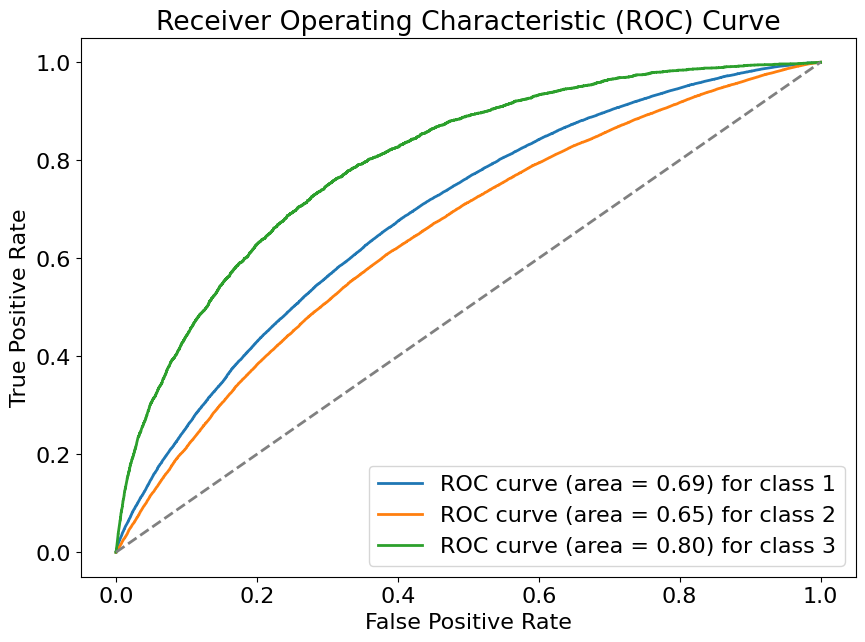 Receiver Operating Characteristic (ROC) Curve
1.0
0.8
0.6
0.4
0.2
0.0
True Positive Rate
ROC curve (area = 0.69) for class 1
ROC curve (area = 0.65) for class 2
ROC curve (area = 0.80) for class 3
0.0 0.2 0.4 0.6 0.8 1.0
False Positive Rate